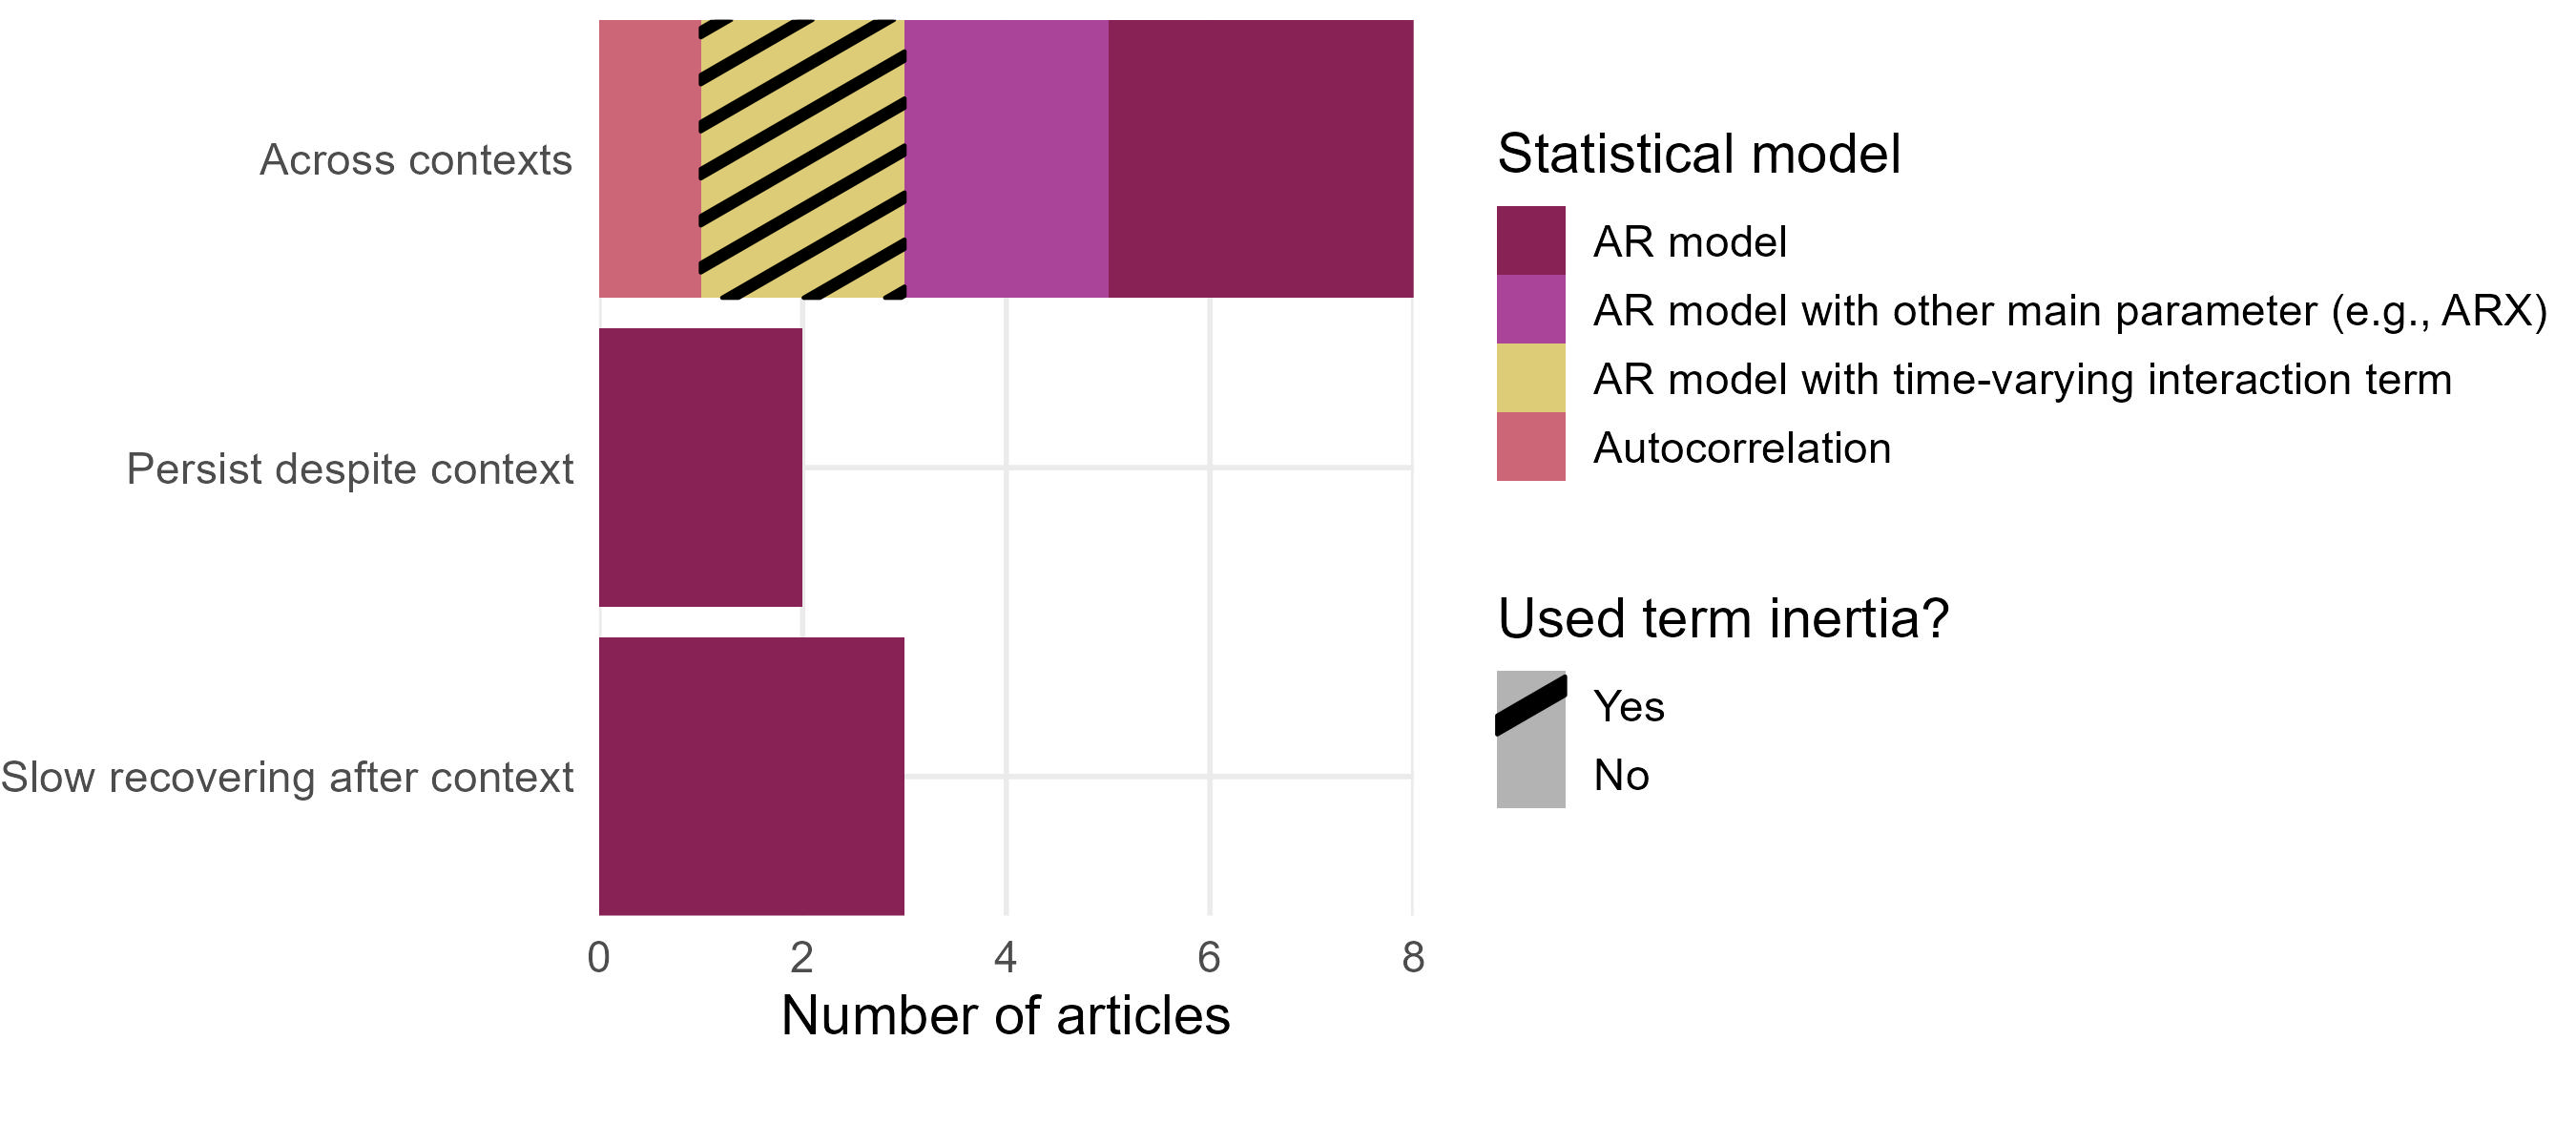 Across contexts
Persist despite context
Slow recovering after context
0 2 4 6 8
Number of articles
Statistical model
AR model
AR model with other main parameter (e.g., ARX)
AR model with time-varying interaction term
Autocorrelation
Used term inertia?
Yes
No